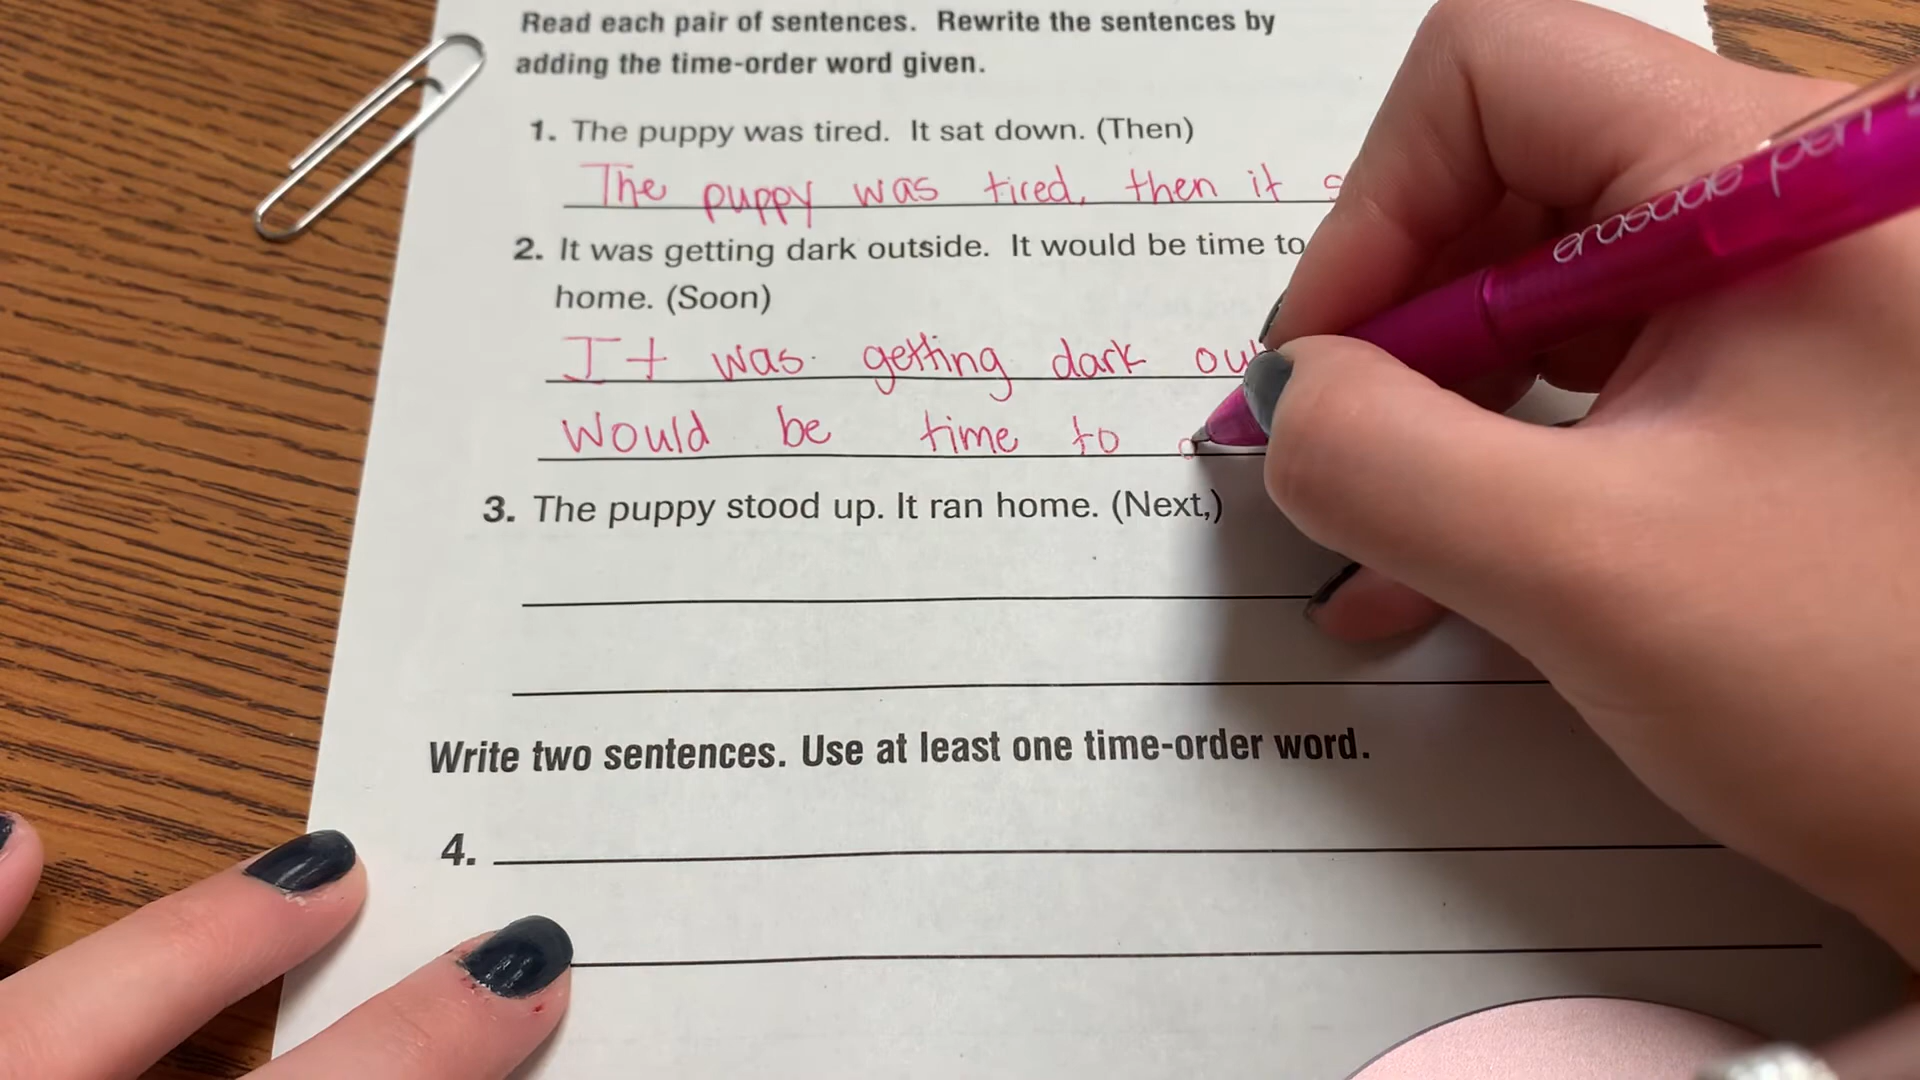 Read each pair of sentences. Rewrite the sentences by
adding the time-order word given.
1. The puppy was tired. It sat down. (Then)
The puppy was tired, then it s
2. It was getting dark outside. It would be time to
home. (Soon)
It was getting dark
would be time to
3. The puppy stood up. It ran home. (Next,)
Write two sentences. Use at least one time-order word.
4.
erasable pen